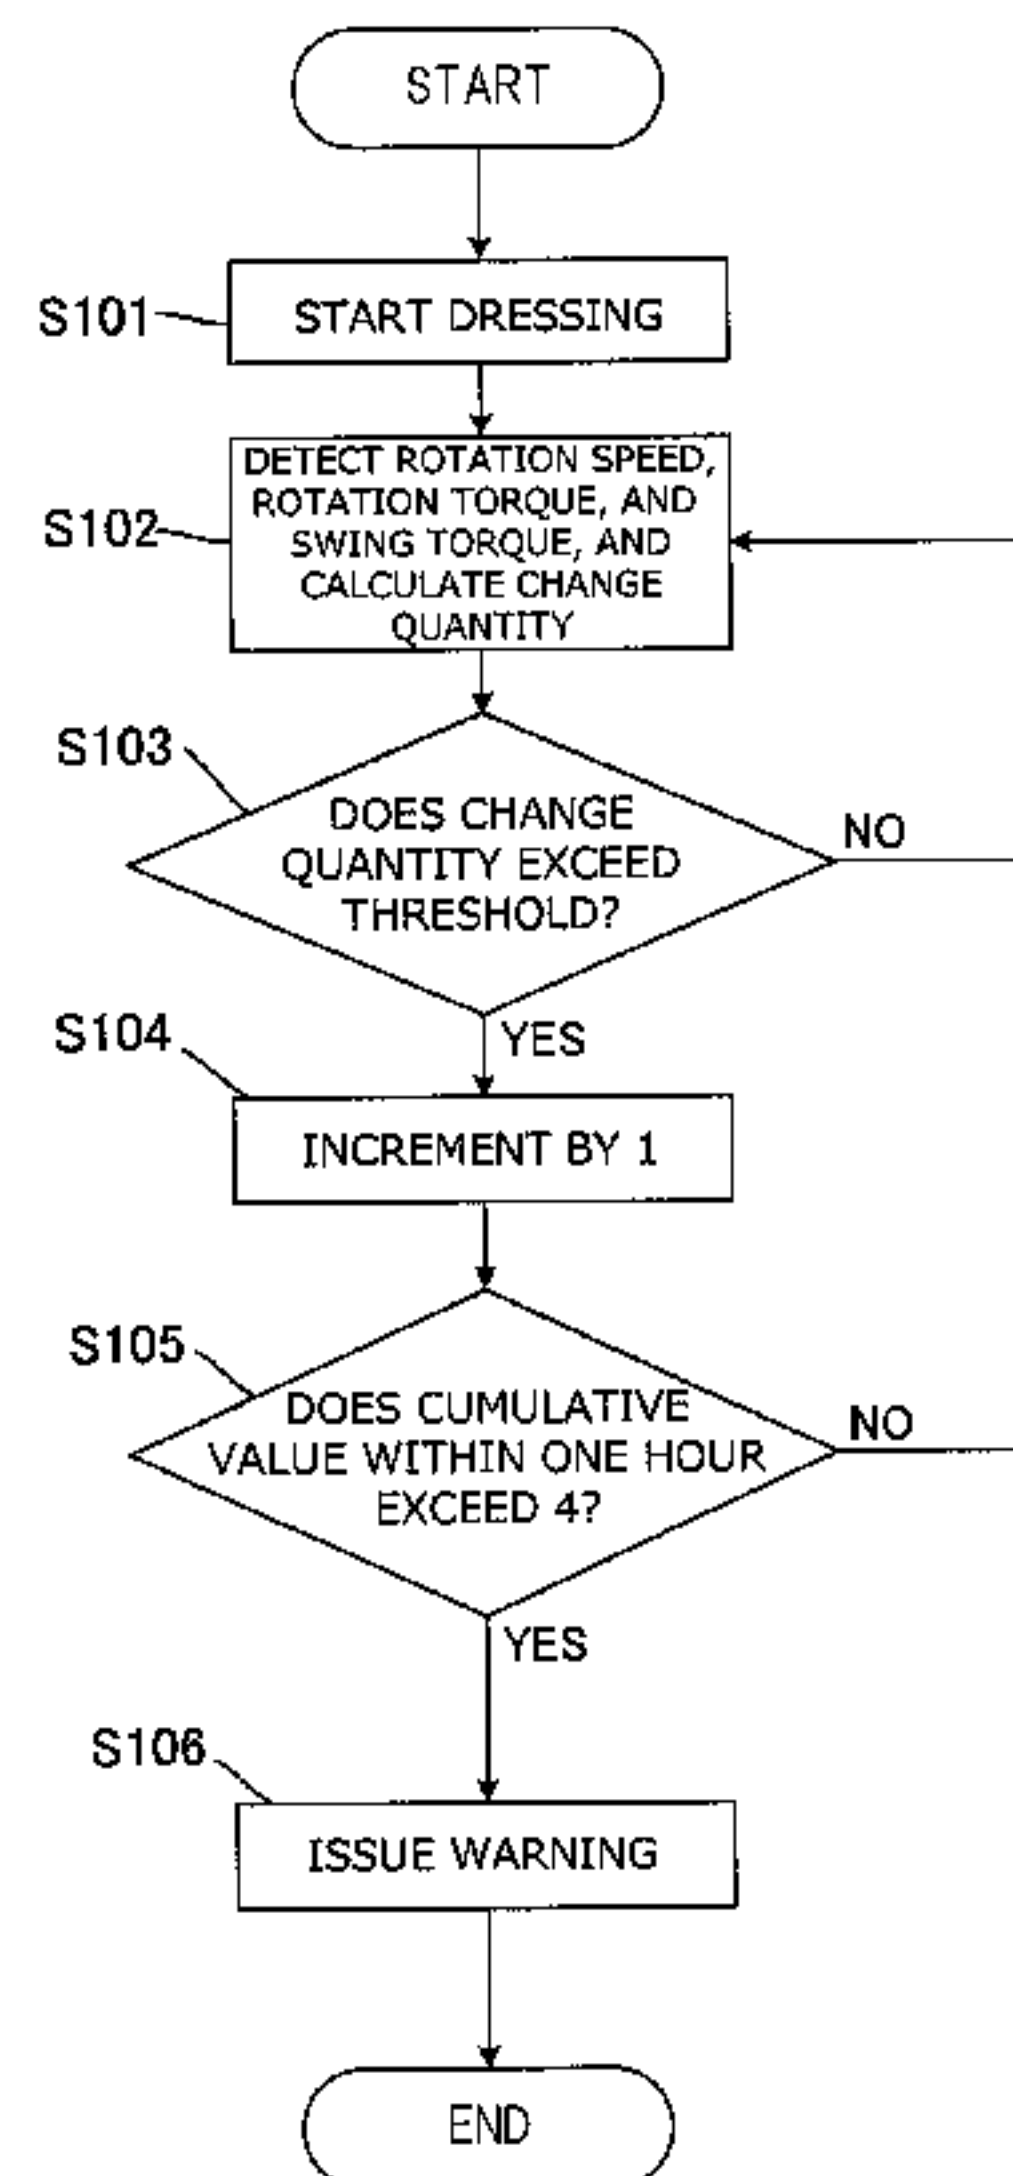 START
S101
START DRESSING
S102
DETECT ROTATION SPEED,
ROTATION TORQUE, AND
SWING TORQUE, AND
CALCULATE CHANGE
QUANTITY
S103
DOES CHANGE
QUANTITY EXCEED
THRESHOLD?
NO
YES
S104
INCREMENT BY 1
S105
DOES CUMULATIVE
VALUE WITHIN ONE HOUR
EXCEED 4?
NO
YES
S106
ISSUE WARNING
END